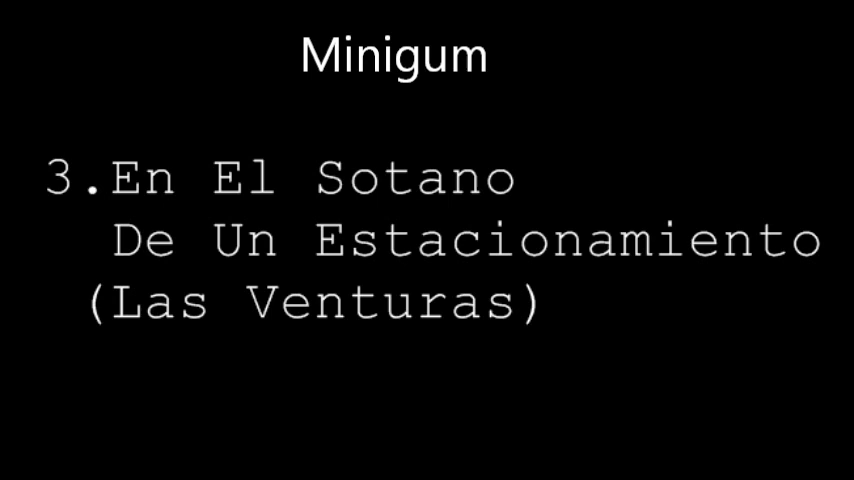 Minigum
3.En El Sotano
De Un Estacionamiento
(Las Venturas)